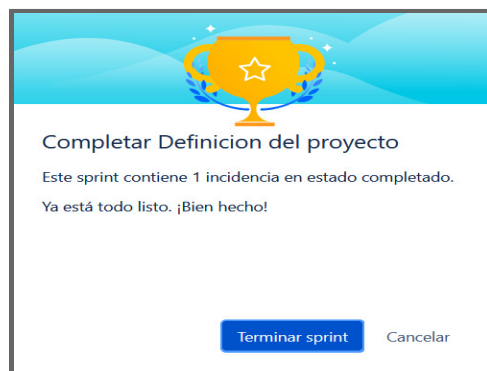 Completar Definicion del proyecto
Este sprint contiene 1 incidencia en estado completado.
Ya está todo listo. ¡Bien hecho!
Terminar sprint Cancelar